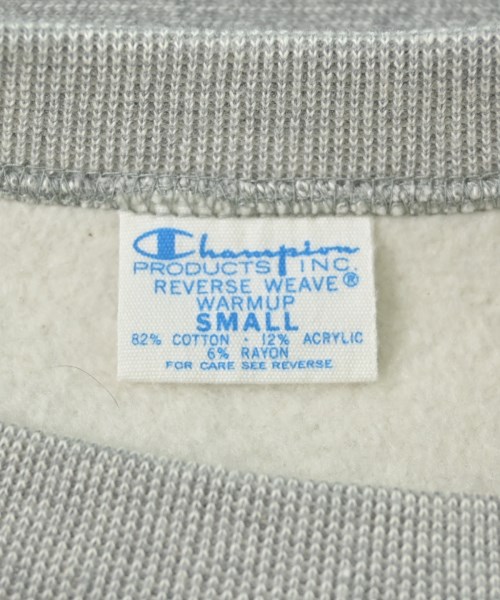 Champion
PRODUCTS INC.
REVERSE WEAVE®
WARMUP
SMALL
82% COTTON · 12% ACRYLIC
6% RAYON
FOR CARE SEE REVERSE